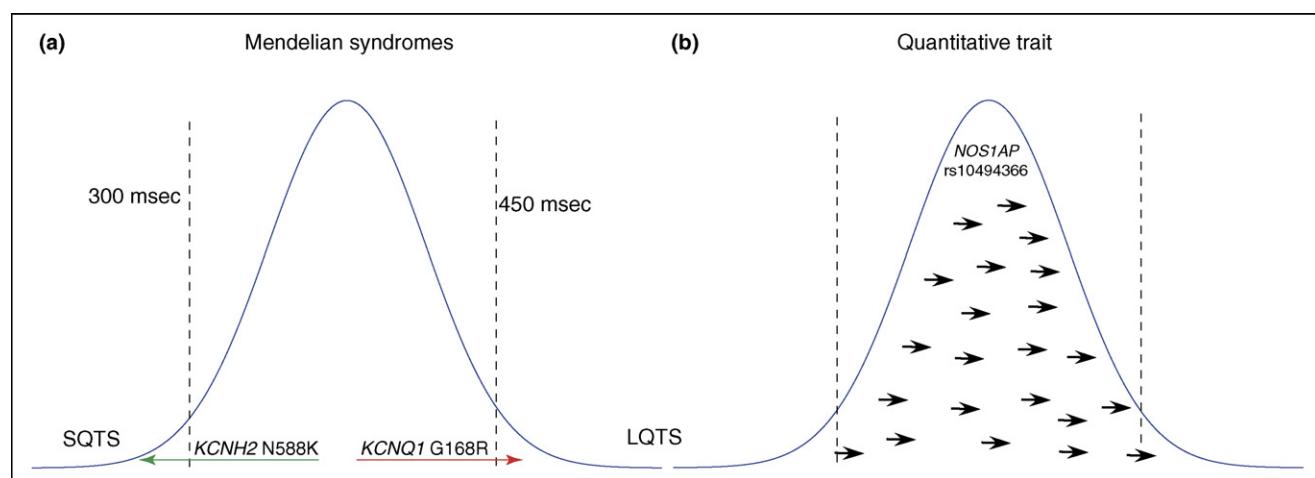 (a) Mendelian syndromes
300 msec
450 msec
SQTS
KCNH2 N588K
KCNQ1 G168R
LQTS
(b) Quantitative trait
NOS1AP
rs10494366